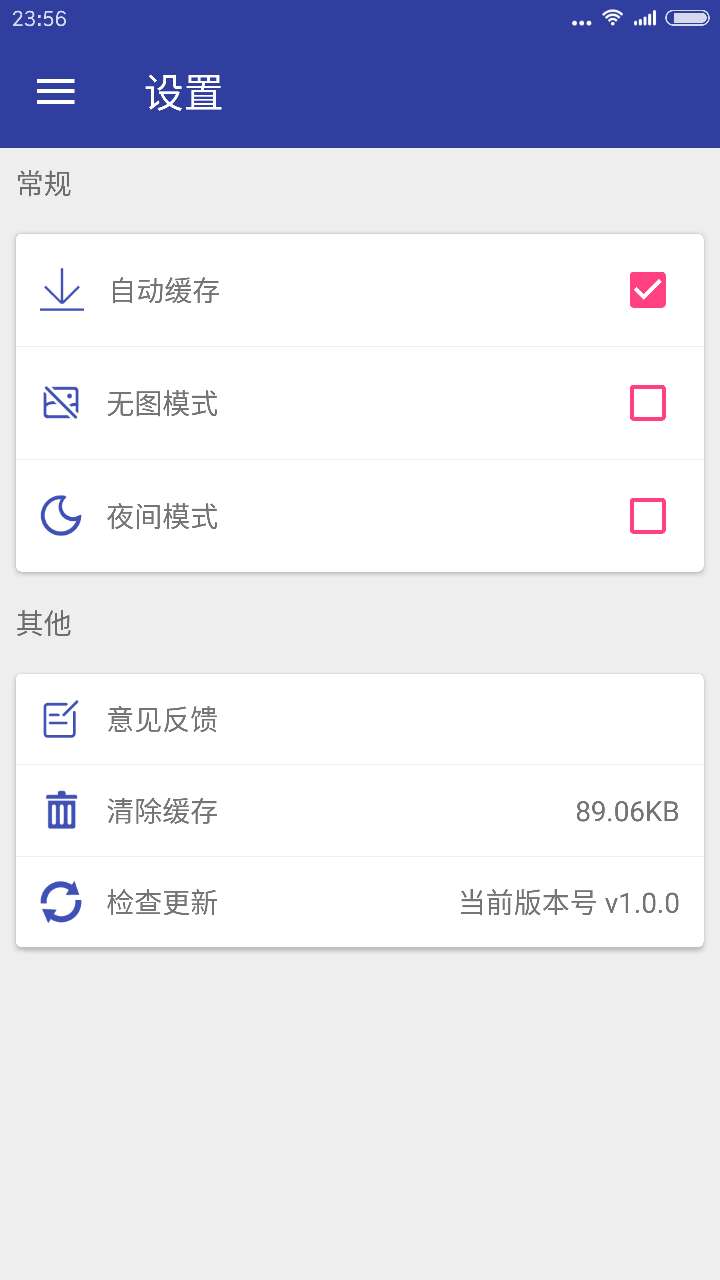 23:56
设置
常规
自动缓存
无图模式
夜间模式
其他
意见反馈
清除缓存 89.06KB
检查更新 当前版本号 v1.0.0